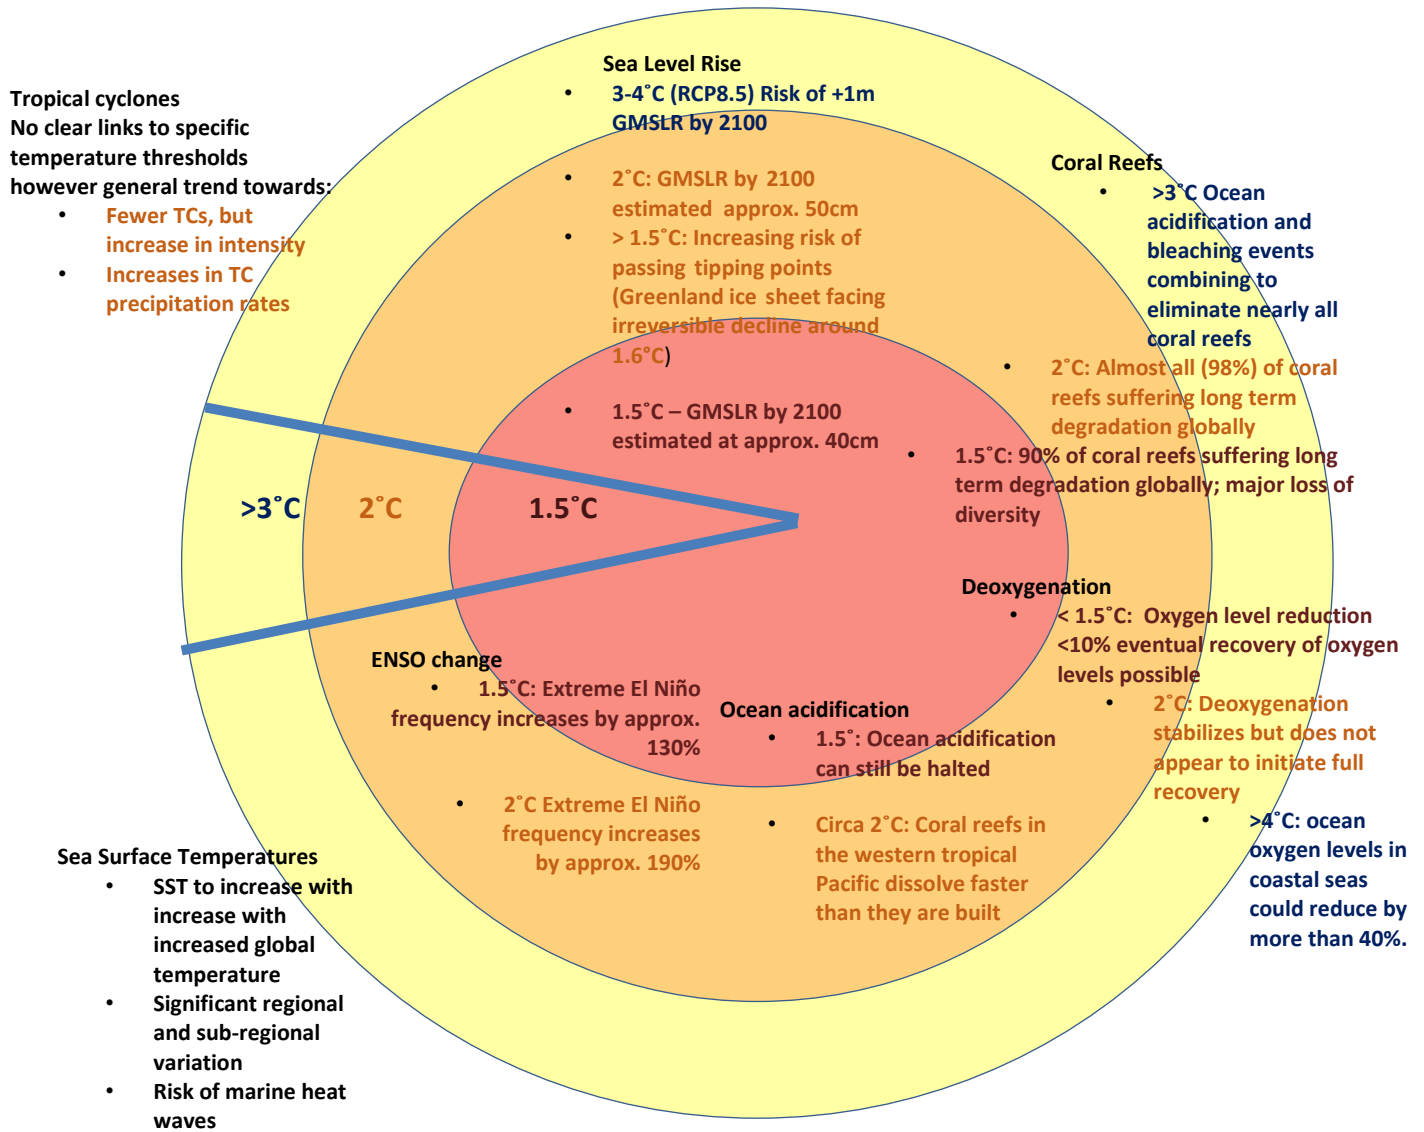 Sea Level Rise
• 3-4˚C (RCP8.5) Risk of +1m
GMSLR by 2100
• 2˚C: GMSLR by 2100
estimated approx. 50cm
• > 1.5˚C: Increasing risk of
passing tipping points
(Greenland ice sheet facing
irreversible decline around
1.6°C)
• 1.5˚C – GMSLR by 2100
estimated at approx. 40cm
Tropical cyclones
No clear links to specific
temperature thresholds
however general trend towards:
• Fewer TCs, but
increase in intensity
• Increases in TC
precipitation rates
Coral Reefs
• >3˚C Ocean
acidification and
bleaching events
combining to
eliminate nearly all
coral reefs
• 2˚C: Almost all (98%) of coral
reefs suffering long term
degradation globally
• 1.5˚C: 90% of coral reefs suffering long
term degradation globally; major loss of
diversity
>3˚C
2˚C
1.5˚C
Deoxygenation
• < 1.5˚C: Oxygen level reduction
<10% eventual recovery of oxygen
levels possible
• 2˚C: Deoxygenation
stabilizes but does not
appear to initiate full
recovery
• >4˚C: ocean
oxygen levels in
coastal seas
could reduce by
more than 40%.
ENSO change
• 1.5˚C: Extreme El Niño
frequency increases by approx.
130%
• 2˚C Extreme El Niño
frequency increases
by approx. 190%
Ocean acidification
• 1.5˚: Ocean acidification
can still be halted
• Circa 2˚C: Coral reefs in
the western tropical
Pacific dissolve faster
than they are built
Sea Surface Temperatures
• SST to increase with
increase with
increased global
temperature
• Significant regional
and sub-regional
variation
• Risk of marine heat
waves